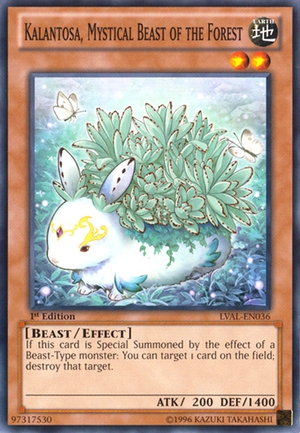 KALANTOSA, MYSTICAL BEAST OF THE FOREST
EARTH
地
1st Edition
LVAL-EN036
[BEAST/EFFECT]
If this card is Special Summoned by the effect of a
Beast-Type monster: You can target 1 card on the field;
destroy that target.
ATK/ 200 DEF/1400
97317530
©1996 KAZUKI TAKAHASHI